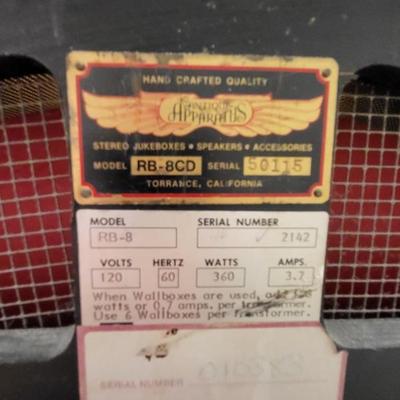 HAND CRAFTED QUALITY
ANTIQUE
APPARATUS
STEREO JUKEBOXES • SPEAKERS • ACCESSORIES
MODEL RB-8CD SERIAL 50115
TORRANCE, CALIFORNIA
MODEL SERIAL NUMBER
RB-8 2142
VOLTS HERTZ WATTS AMPS.
120 60 360 3.2
When Wallboxes are used, add
watts or 0.7 amps. per transformer.
Use 6 Wallboxes per Transformer.
SERIAL NUMBER